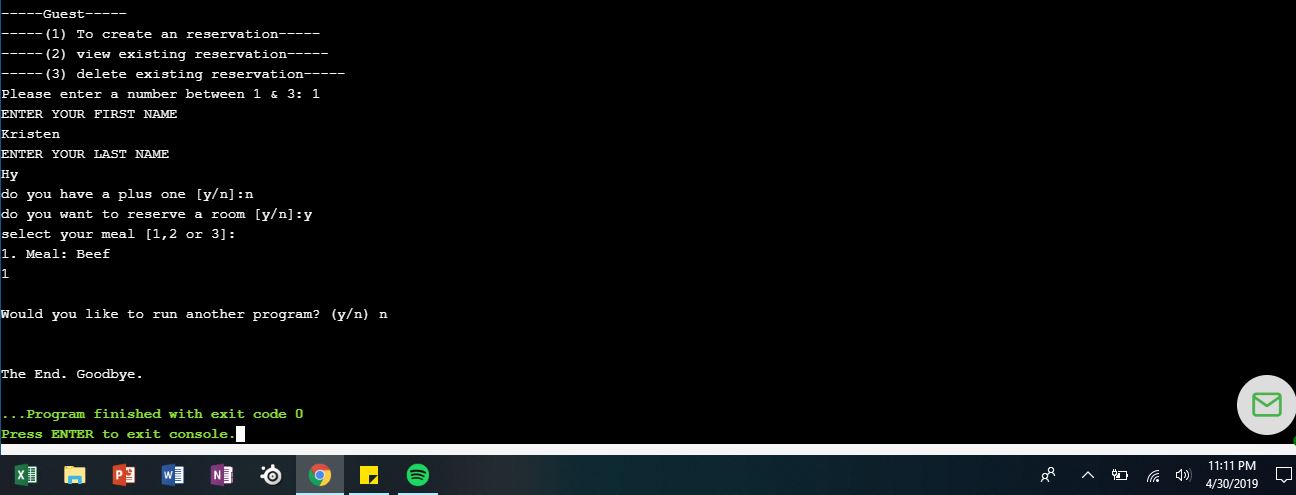 -----Guest-----
-----(1) To create an reservation-----
-----(2) view existing reservation-----
-----(3) delete existing reservation-----
Please enter a number between 1 & 3: 1
ENTER YOUR FIRST NAME
Kristen
ENTER YOUR LAST NAME
Hy
do you have a plus one [y/n]:n
do you want to reserve a room [y/n]:y
select your meal [1,2 or 3]:
1. Meal: Beef
1
Would you like to run another program? (y/n) n
The End. Goodbye.
...Program finished with exit code 0
Press ENTER to exit console.
11:11 PM
4/30/2019